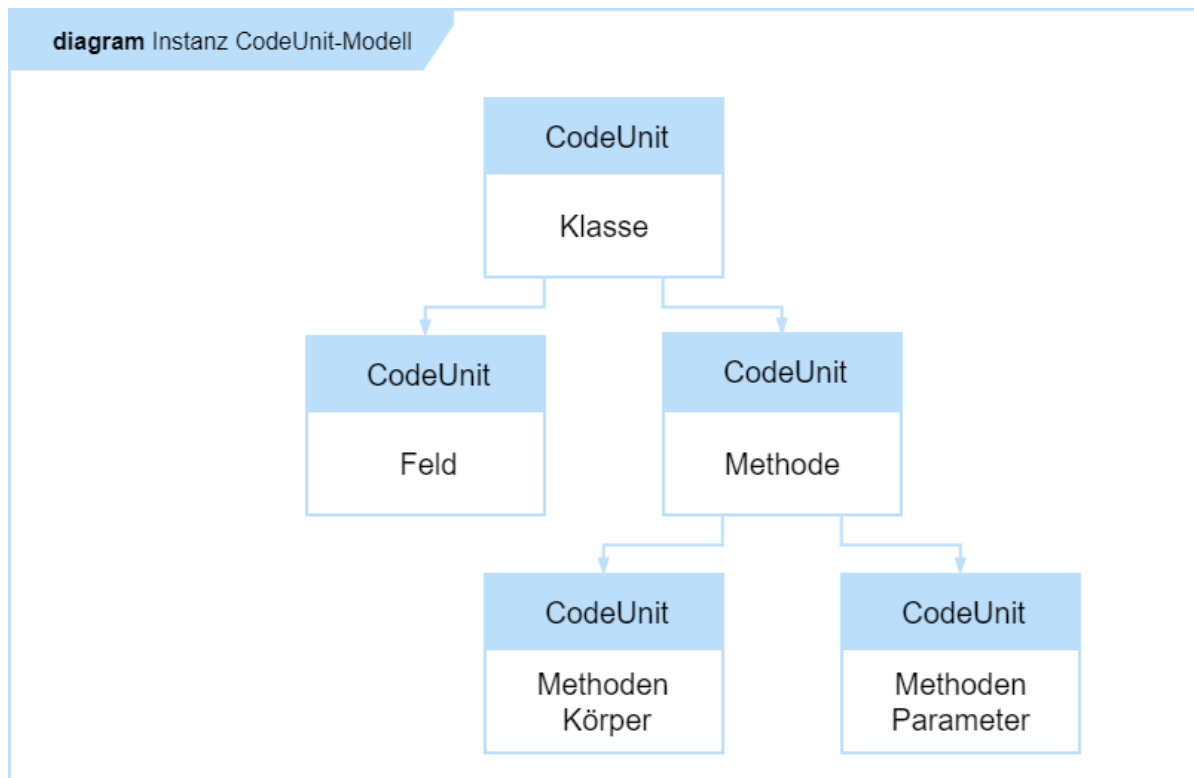 diagram Instanz CodeUnit-Modell
CodeUnit
Klasse
CodeUnit
Feld
CodeUnit
Methode
CodeUnit
Methoden
Körper
CodeUnit
Methoden
Parameter